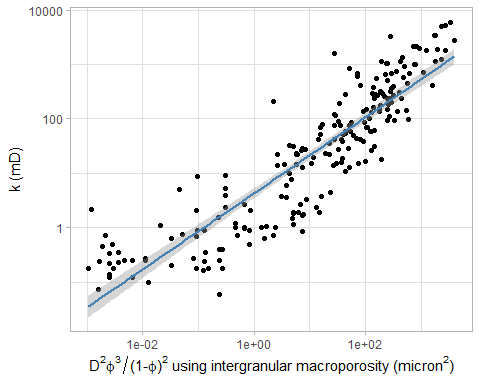 10000
100
1
k (mD)
1e-02 1e+00 1e+02
D²ϕ³/(1-ϕ)² using intergranular macroporosity (micron²)